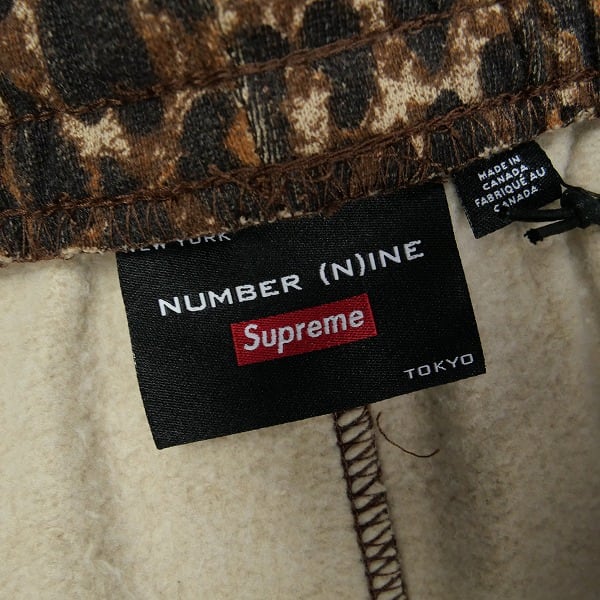 NEW YORK
NUMBER (N)INE
Supreme
TOKYO
MADE IN
CANADA
FABRIQUÉ AU
CANADA